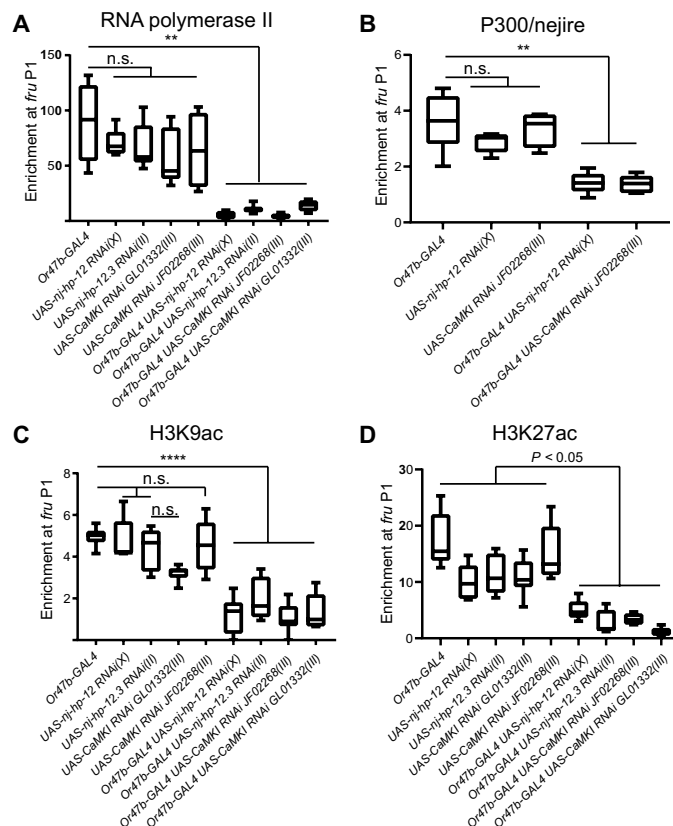 A
RNA polymerase II
**
n.s.
Enrichment at fru P1
150
100
50
Or47b-GAL4
UAS-nj-hp-12 RNAi(X)
UAS-nj-hp-12.3 RNAi(II)
UAS-CaMKI RNAi GL01332(III)
UAS-CaMKI RNAi JF02268(III)
Or47b-GAL4 UAS-nj-hp-12 RNAi(X)
Or47b-GAL4 UAS-nj-hp-12.3 RNAi(II)
Or47b-GAL4 UAS-CaMKI RNAi JF02268(III)
Or47b-GAL4 UAS-CaMKI RNAi GL01332(III)
B
P300/nejire
**
n.s.
Enrichment at fru P1
6
4
2
0
Or47b-GAL4
UAS-nj-hp-12 RNAi(X)
UAS-CaMKI RNAi JF02268(III)
Or47b-GAL4 UAS-nj-hp-12 RNAi(X)
Or47b-GAL4 UAS-CaMKI RNAi JF02268(III)
C
H3K9ac
****
n.s.
n.s.
Enrichment at fru P1
8
6
4
2
Or47b-GAL4
UAS-nj-hp-12 RNAi(X)
UAS-nj-hp-12.3 RNAi(II)
UAS-CaMKI RNAi GL01332(III)
UAS-CaMKI RNAi JF02268(III)
Or47b-GAL4 UAS-nj-hp-12 RNAi(X)
Or47b-GAL4 UAS-nj-hp-12.3 RNAi(II)
Or47b-GAL4 UAS-CaMKI RNAi JF02268(III)
Or47b-GAL4 UAS-CaMKI RNAi GL01332(III)
D
H3K27ac
P < 0.05
Enrichment at fru P1
30
20
10
0
Or47b-GAL4
UAS-nj-hp-12 RNAi(X)
UAS-nj-hp-12.3 RNAi(II)
UAS-CaMKI RNAi GL01332(III)
UAS-CaMKI RNAi JF02268(III)
Or47b-GAL4 UAS-nj-hp-12 RNAi(X)
Or47b-GAL4 UAS-nj-hp-12.3 RNAi(II)
Or47b-GAL4 UAS-CaMKI RNAi JF02268(III)
Or47b-GAL4 UAS-CaMKI RNAi GL01332(III)